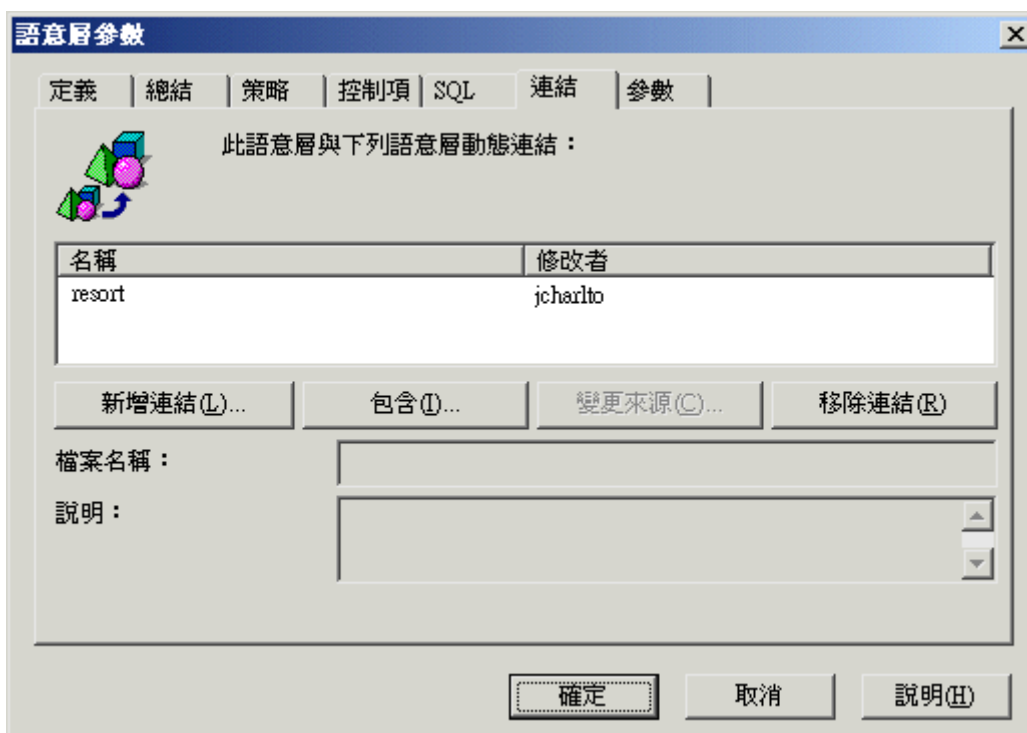 語意層參數
定義 總結 策略 控制項 SQL 連結 參數
此語意層與下列語意層動態連結：
名稱 修改者
resort jcharlto
新增連結(L)... 包含(I)... 變更來源(C)... 移除連結(R)
檔案名稱：
說明：
確定 取消 說明(H)